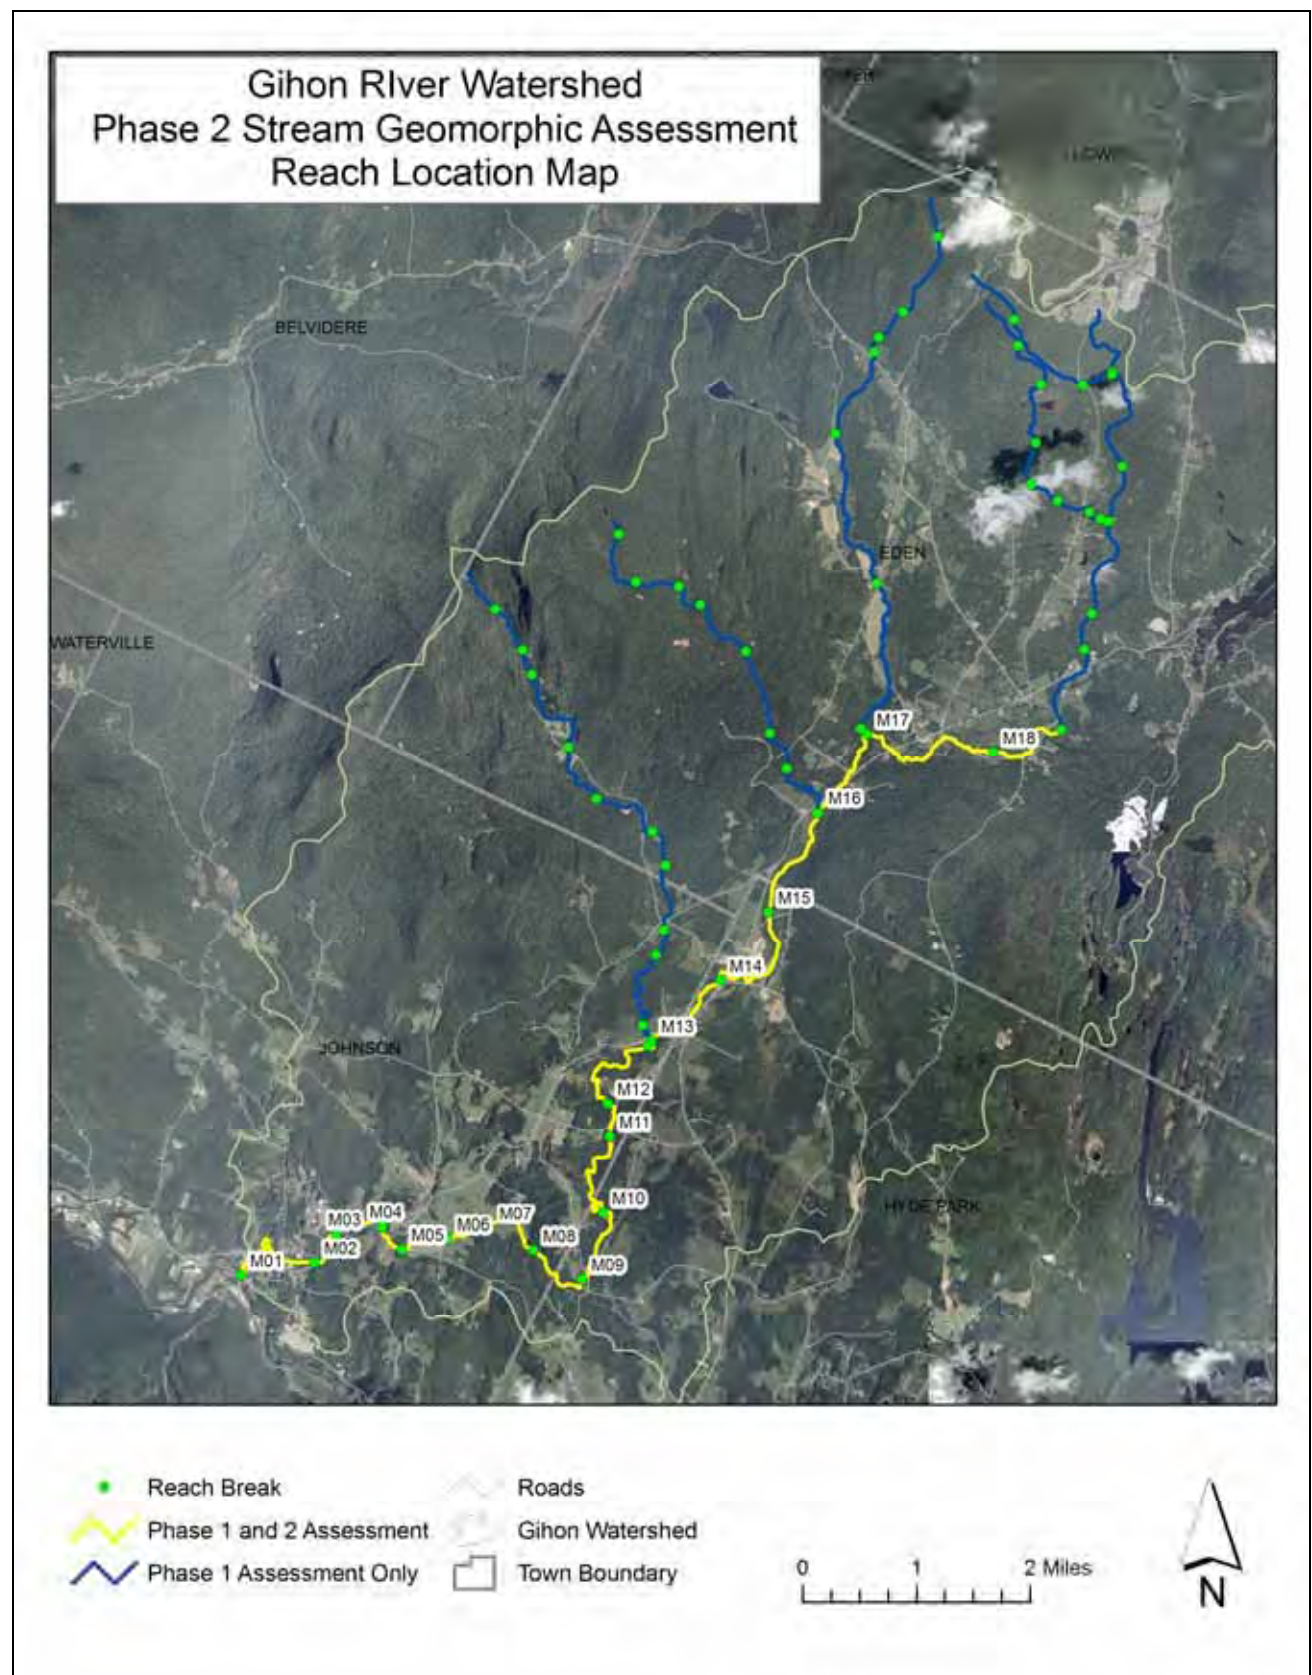 Gihon RIver Watershed
Phase 2 Stream Geomorphic Assessment
Reach Location Map
BELVIDERE
EDEN
WATERVILLE
M17
M18
M16
M15
M14
M13
JOHNSON
M12
M11
M10
HYDE PARK
M04
M03
M07
M06
M05
M02
M08
M01
M09
Reach Break
Roads
Phase 1 and 2 Assessment
Gihon Watershed
Phase 1 Assessment Only
Town Boundary
0 1 2 Miles
N